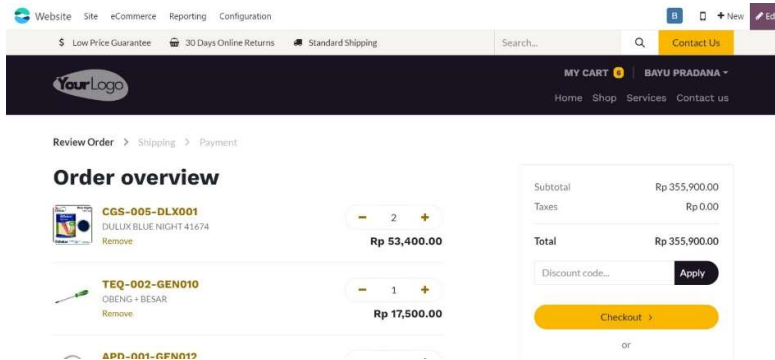 Website Site eCommerce Reporting Configuration B + New Ed
$ Low Price Guarantee 30 Days Online Returns Standard Shipping Search... Contact Us
YourLogo
MY CART 6 BAYU PRADANA
Home Shop Services Contact us
Review Order > Shipping > Payment
Order overview
CGS-005-DLX001
DULUX BLUE NIGHT 41674
Remove
- 2 +
Rp 53,400.00
TEQ-002-GEN010
OBENG + BESAR
Remove
- 1 +
Rp 17,500.00
APD-001-GEN012
Subtotal Rp 355,900.00
Taxes Rp 0.00
Total Rp 355,900.00
Discount code... Apply
Checkout >
or